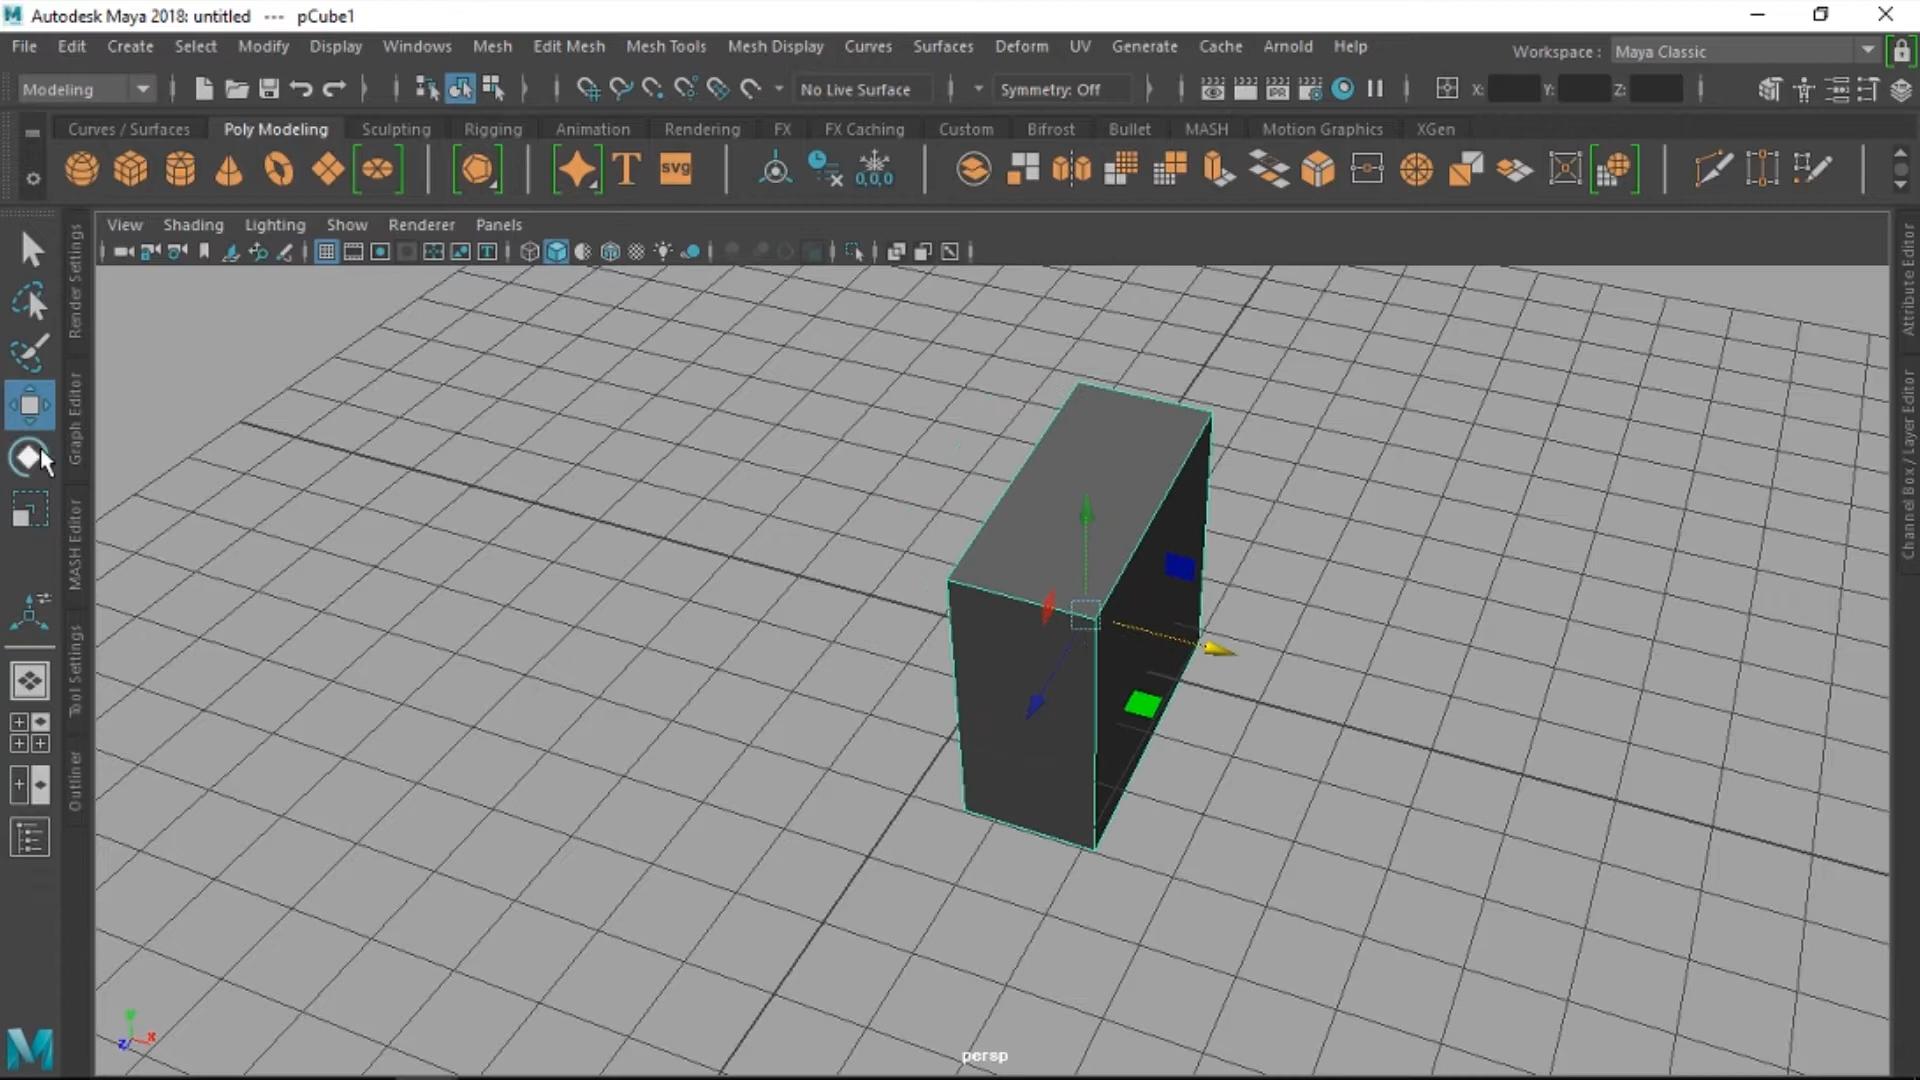 Autodesk Maya 2018: untitled --- pCube1
File Edit Create Select Modify Display Windows Mesh Edit Mesh Mesh Tools Mesh Display Curves Surfaces Deform UV Generate Cache Arnold Help Workspace : Maya Classic
Modeling No Live Surface Symmetry: Off X: Y: Z:
Curves / Surfaces Poly Modeling Sculpting Rigging Animation Rendering FX FX Caching Custom Bifrost Bullet MASH Motion Graphics XGen
T svg 0,0,0
View Shading Lighting Show Renderer Panels
IPR
T
Render Settings
Graph Editor
MASH Editor
Tool Settings
Outliner
Attribute Editor
Channel Box / Layer Editor
Y
Z X
persp
M